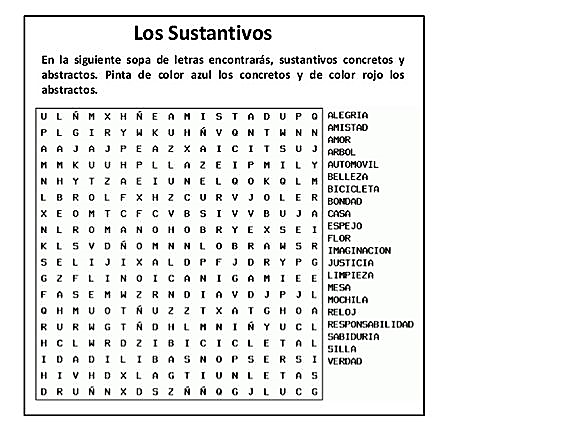 Los Sustantivos
En la siguiente sopa de letras encontrarás, sustantivos concretos y
abstractos. Pinta de color azul los concretos y de color rojo los
abstractos.
U L Ñ M X H Ñ E A M I S T A D U P Q
P L G I R Y W K U H Ñ V Q N T W N N
A A J A J P E A Z X A I C I T S U J
M M K U U H P L L A Z E I P M I L Y
N H Y T Z A E I U N E L Q O K Q L M
L B R O L F X H Z C U R V J O L E R
X E O M T C F C V B S I V V B U J A
N L R O M A N O H O B R Y E X S E I
K L S V D Ñ O M N N L O B R A W S R
S E L I J I X A L D P F J D R Y P G
G Z F L I N O I C A N I G A M I E E
F A S E M W Z R N D I A V D J P J L
Q H M U O T Ñ U Z Z T X A T G H O A
R U R W G T Ñ D H L M N I Ñ Y U C L
H C L W R D Z I B I C I C L E T A L
I D A D I L I B A S N O P S E R S I
H I V H D X L A G T I U N L E T A S
D R U Ñ N X D S Z Ñ Ñ Q G J L U C G
ALEGRIA
AMISTAD
AMOR
ARBOL
AUTOMOVIL
BELLEZA
BICICLETA
BONDAD
CASA
ESPEJO
FLOR
IMAGINACION
JUSTICIA
LIMPIEZA
MESA
MOCHILA
RELOJ
RESPONSABILIDAD
SABIDURIA
SILLA
VERDAD